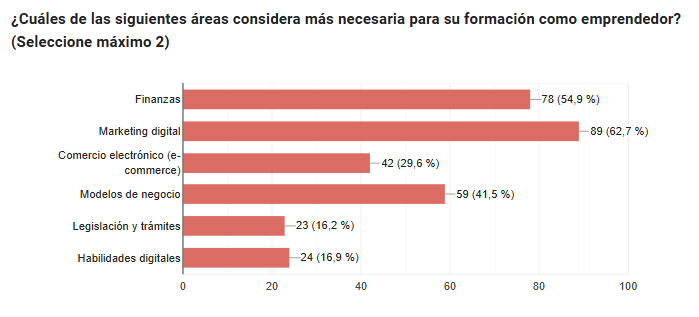 ¿Cuáles de las siguientes áreas considera más necesaria para su formación como emprendedor?
(Seleccione máximo 2)
Finanzas
78 (54,9 %)
Marketing digital
89 (62,7 %)
Comercio electrónico (e-
commerce)
42 (29,6 %)
Modelos de negocio
59 (41,5 %)
Legislación y trámites
23 (16,2 %)
Habilidades digitales
24 (16,9 %)
0 20 40 60 80 100